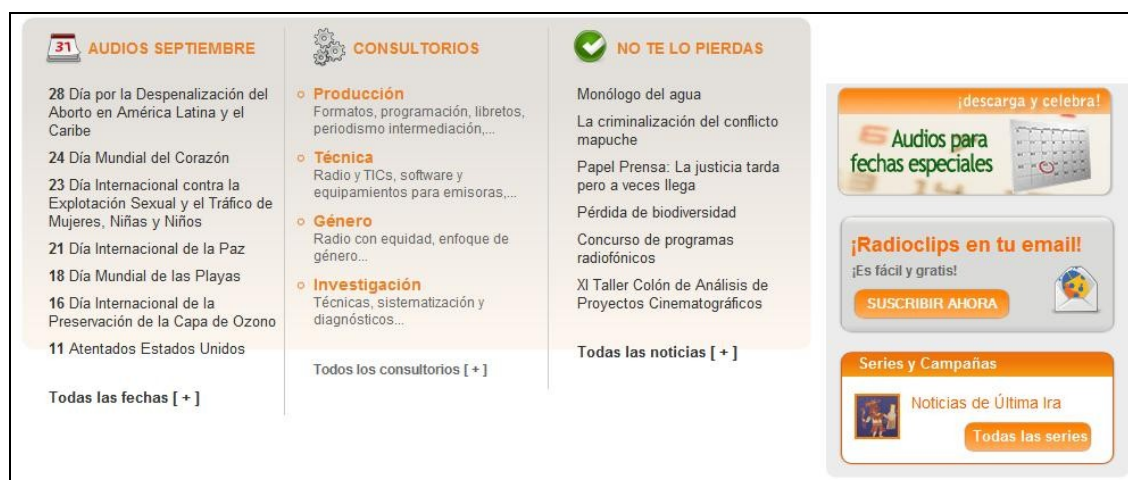 31 AUDIOS SEPTIEMBRE
28 Día por la Despenalización del
Aborto en América Latina y el
Caribe
24 Día Mundial del Corazón
23 Día Internacional contra la
Explotación Sexual y el Tráfico de
Mujeres, Niñas y Niños
21 Día Internacional de la Paz
18 Día Mundial de las Playas
16 Día Internacional de la
Preservación de la Capa de Ozono
11 Atentados Estados Unidos
Todas las fechas [ + ]
CONSULTORIOS
Producción
Formatos, programación, libretos,
periodismo intermediación,...
Técnica
Radio y TICs, software y
equipamientos para emisoras,...
Género
Radio con equidad, enfoque de
género...
Investigación
Técnicas, sistematización y
diagnósticos...
Todos los consultorios [ + ]
NO TE LO PIERDAS
Monólogo del agua
La criminalización del conflicto
mapuche
Papel Prensa: La justicia tarda
pero a veces llega
Pérdida de biodiversidad
Concurso de programas
radiofónicos
XI Taller Colón de Análisis de
Proyectos Cinematográficos
Todas las noticias [ + ]
¡descarga y celebra!
Audios para
fechas especiales
¡Radioclips en tu email!
¡Es fácil y gratis!
SUSCRIBIR AHORA
Series y Campañas
Noticias de Última Ira
Todas las series